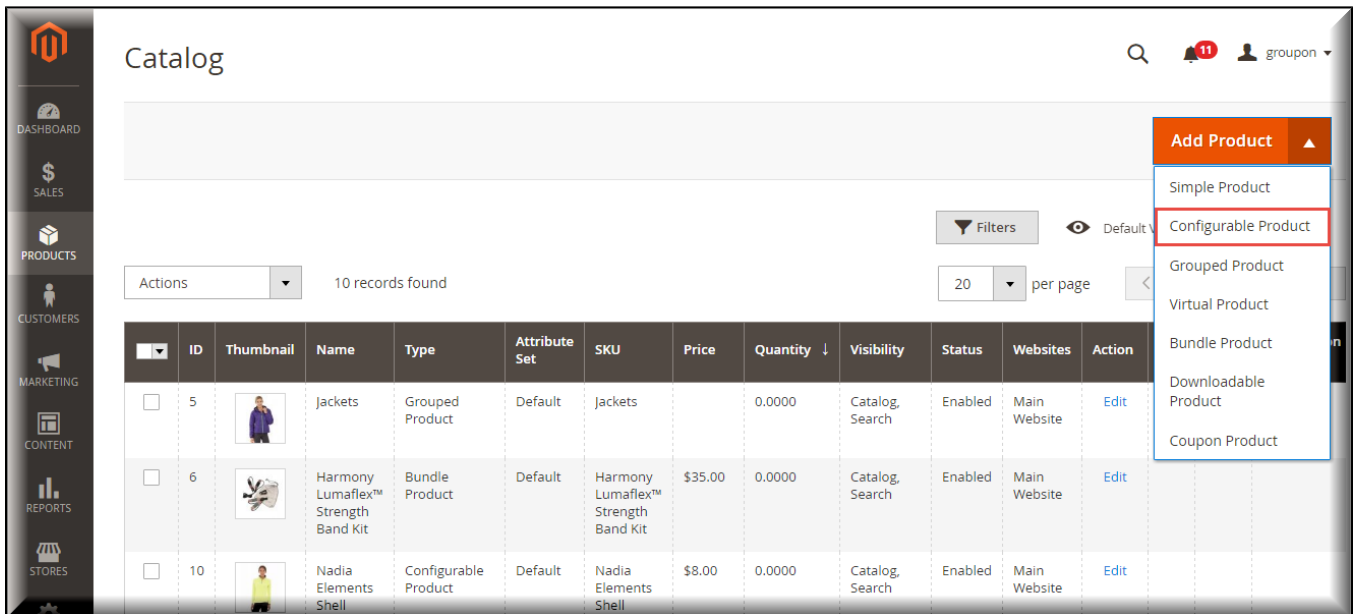 Catalog
11
groupon
DASHBOARD
SALES
PRODUCTS
CUSTOMERS
MARKETING
CONTENT
REPORTS
STORES
Add Product
Simple Product
Configurable Product
Grouped Product
Virtual Product
Bundle Product
Downloadable
Product
Coupon Product
Filters
Default
Actions
10 records found
20
per page
ID Thumbnail Name Type Attribute Set SKU Price Quantity ↓ Visibility Status Websites Action
5 Jackets Grouped Default Jackets 0.0000 Catalog, Enabled Main Edit
Product Search Website
6 Harmony Bundle Default Harmony $35.00 0.0000 Catalog, Enabled Main Edit
Lumaflex™ Product Lumaflex™ Search Website
Strength Strength
Band Kit Band Kit
10 Nadia Configurable Default Nadia $8.00 0.0000 Catalog, Enabled Main Edit
Elements Product Elements Search Website
Shell Shell